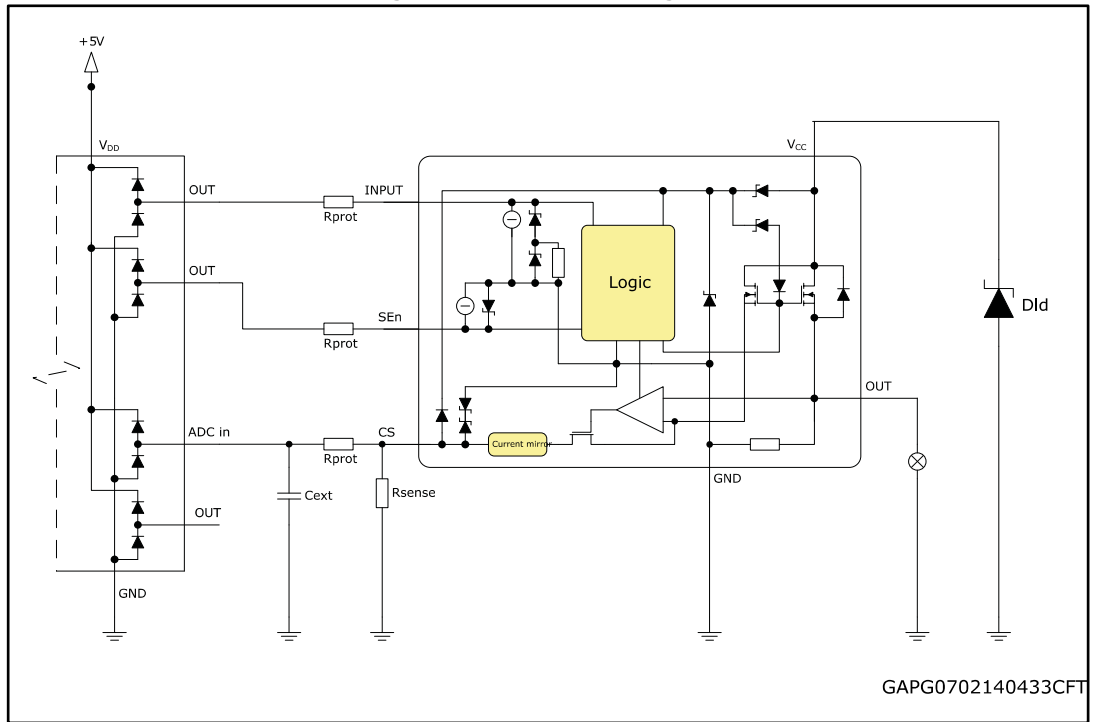 +5V
VDD
VCC
OUT
Rprot
INPUT
OUT
Rprot
SEn
Logic
Dld
OUT
ADC in
Rprot
CS
Current mirror
Cext
Rsense
GND
OUT
GND
GAPG0702140433CFT